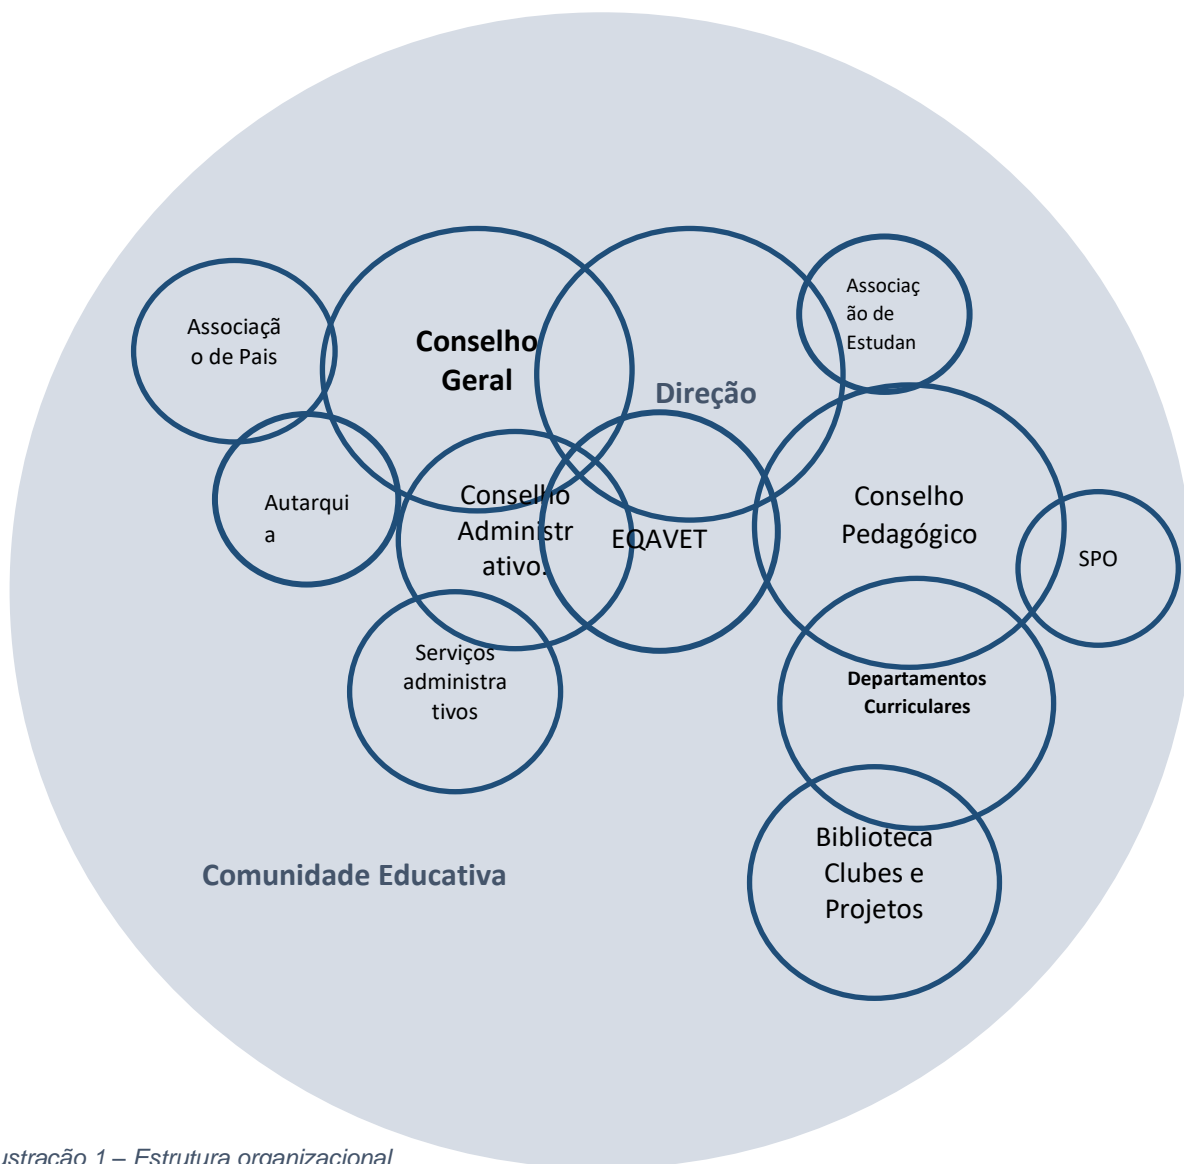 Associaçã
o de Pais
Conselho
Geral
Direção
Associaç
ão de
Estudan
Autarqui
a
Conselho
Administr
ativo.
EQAVET
Conselho
Pedagógico
SPO
Serviços
administra
tivos
Departamentos
Curriculares
Biblioteca
Clubes e
Projetos
Comunidade Educativa
ustração 1 – Estrutura organizacional